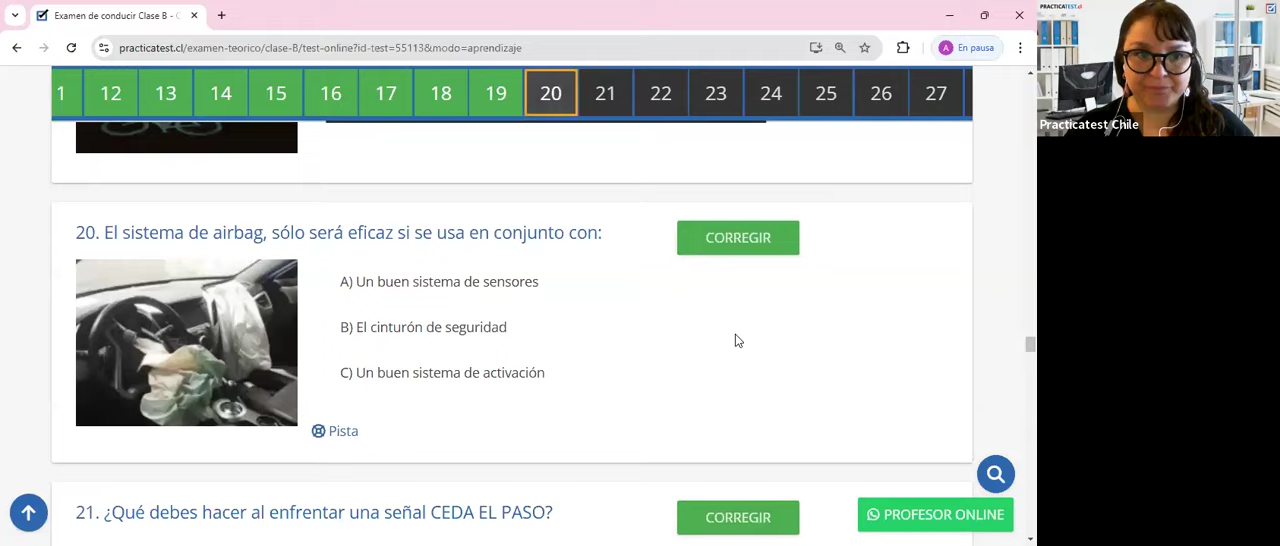 Examen de conducir Clase B - C
practicatest.cl/examen-teorico/clase-B/test-online?id-test=55113&modo=aprendizaje
A En pausa
PRACTICATEST.cl
Practicatest Chile
1 12 13 14 15 16 17 18 19 20 21 22 23 24 25 26 27
20. El sistema de airbag, sólo será eficaz si se usa en conjunto con:
CORREGIR
A) Un buen sistema de sensores
B) El cinturón de seguridad
C) Un buen sistema de activación
Pista
21. ¿Qué debes hacer al enfrentar una señal CEDA EL PASO?
CORREGIR
PROFESOR ONLINE